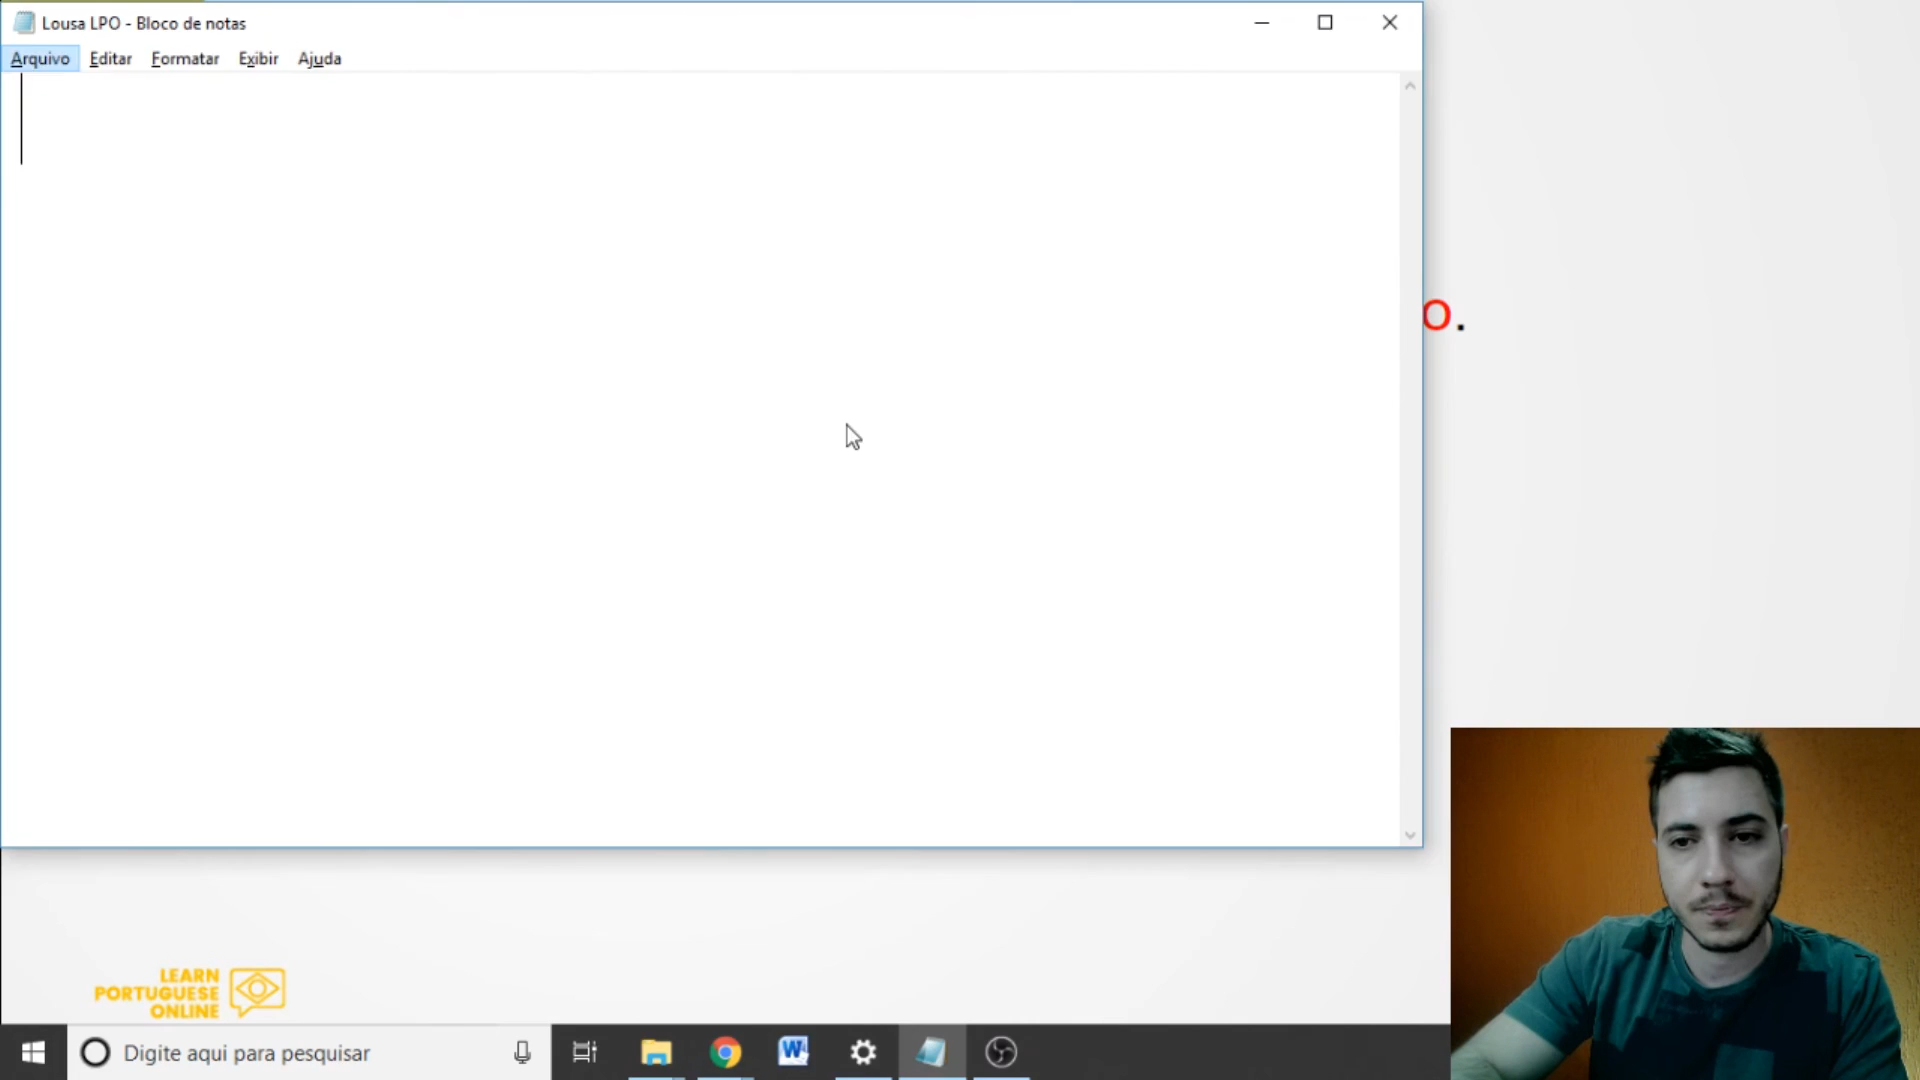 Lousa LPO - Bloco de notas
Arquivo Editar Formatar Exibir Ajuda
o.
LEARN
PORTUGUESE
ONLINE
Digite aqui para pesquisar